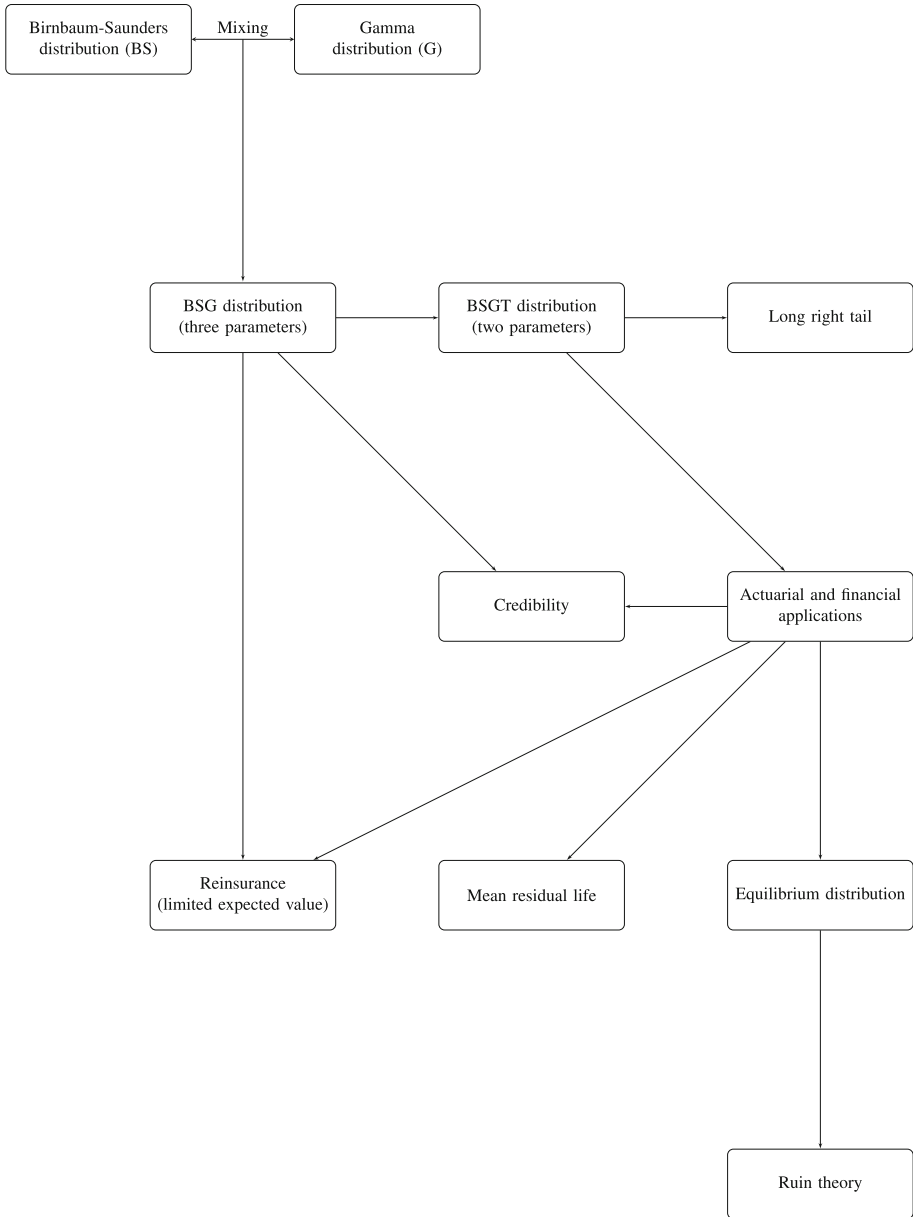 Birnbaum-Saunders
distribution (BS)
Mixing
Gamma
distribution (G)
BSG distribution
(three parameters)
BSGT distribution
(two parameters)
Long right tail
Credibility
Actuarial and financial
applications
Reinsurance
(limited expected value)
Mean residual life
Equilibrium distribution
Ruin theory